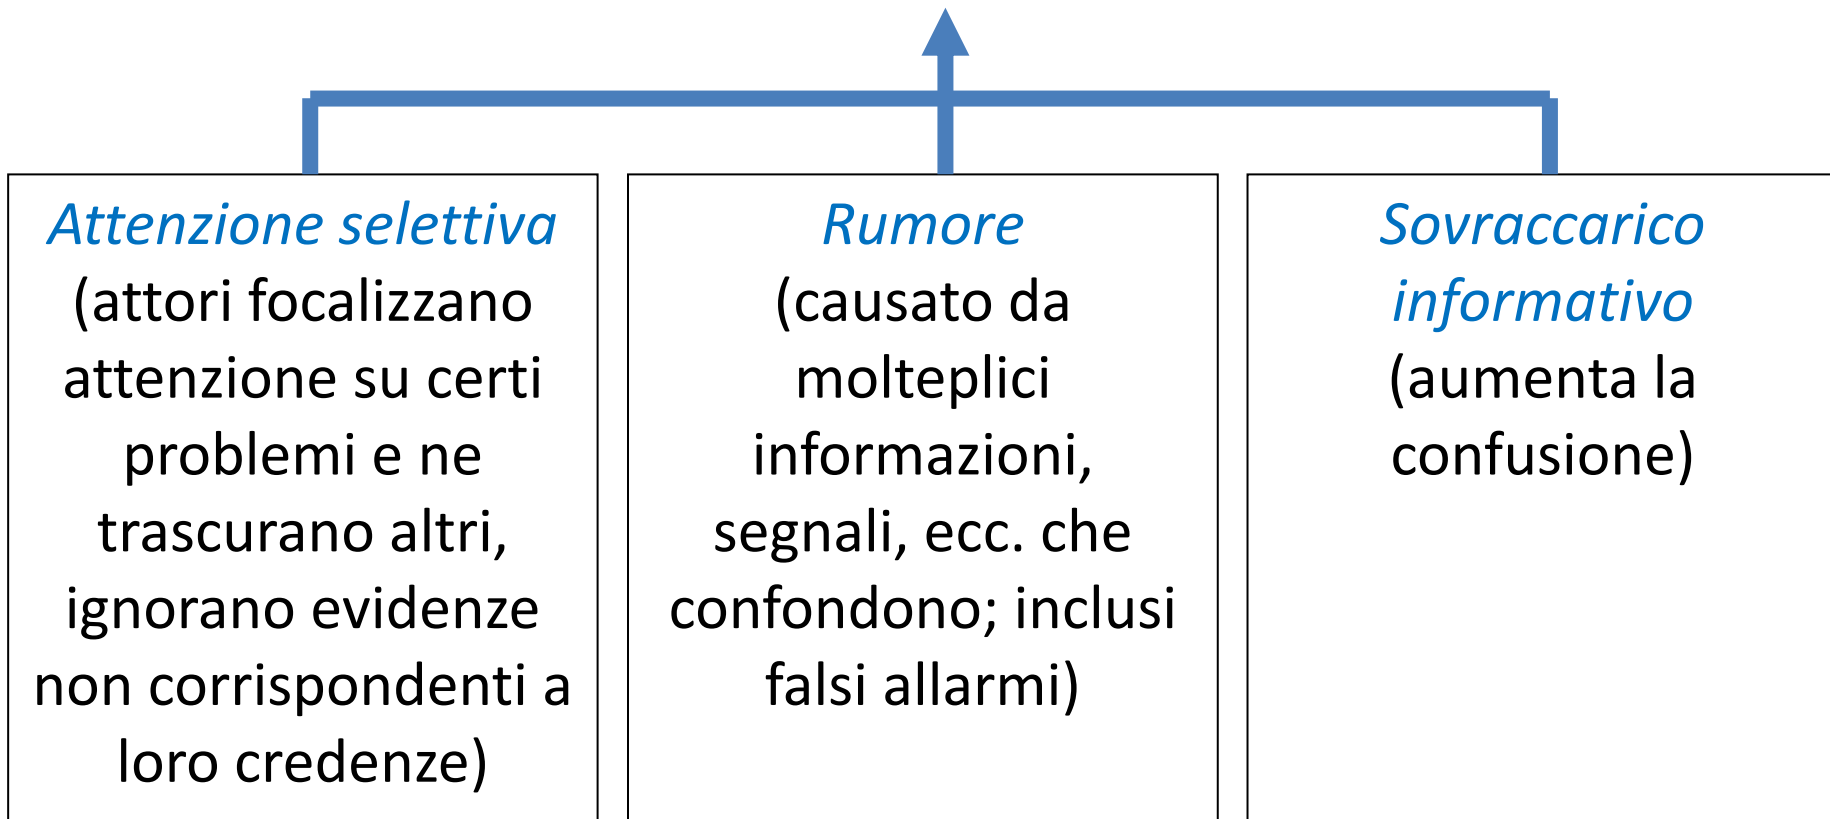 Attenzione selettiva
(attori focalizzano
attenzione su certi
problemi e ne
trascurano altri,
ignorano evidenze
non corrispondenti a
loro credenze)
Rumore
(causato da
molteplici
informazioni,
segnali, ecc. che
confondono; inclusi
falsi allarmi)
Sovraccarico
informativo
(aumenta la
confusione)